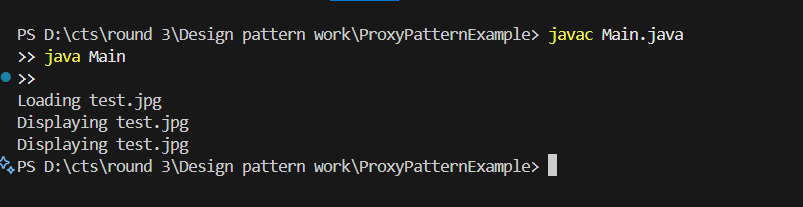 PS D:\cts\round 3\Design pattern work\ProxyPatternExample> javac Main.java
>> java Main
>>
Loading test.jpg
Displaying test.jpg
Displaying test.jpg
PS D:\cts\round 3\Design pattern work\ProxyPatternExample>